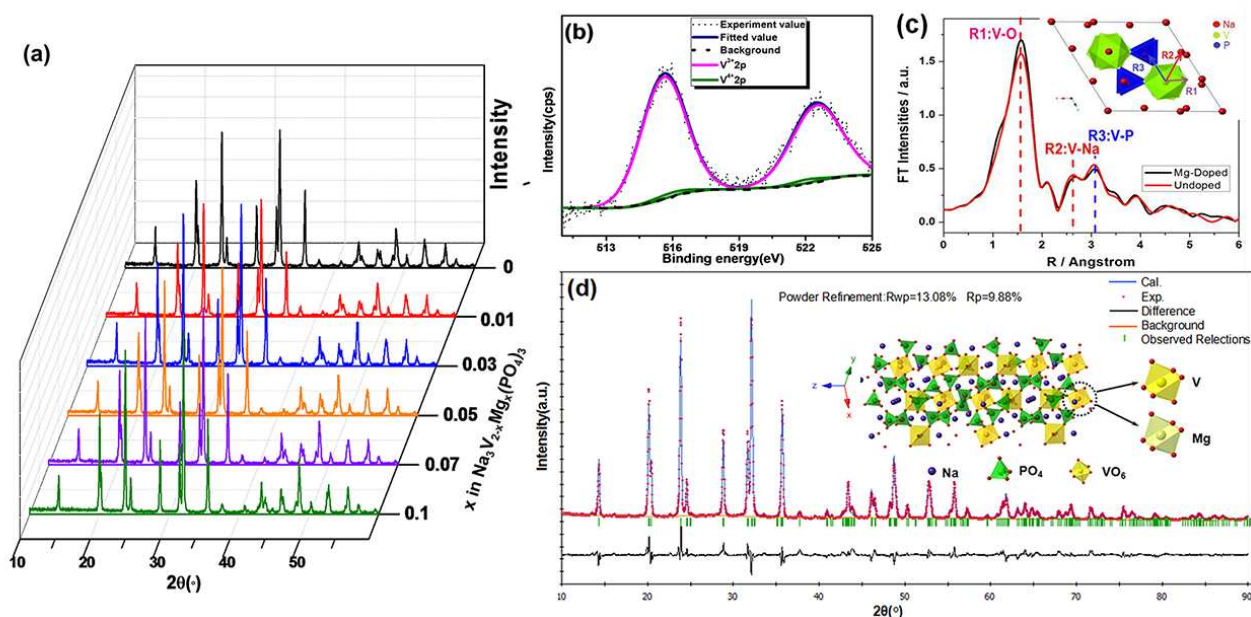 (a)
Intensity
0
0.01
0.03
0.05
0.07
0.1
x in Na3V2-xMgx(PO4)3
10 20 30 40 50
2θ(°)
(b)
Experiment value
Fitted value
Background
V3+2p
V4+2p
Intensity(cps)
513 516 519 522 525
Binding energy(eV)
(c)
R1:V-O
R2:V-Na
R3:V-P
Na
V
P
R3
R2
R1
Mg-Doped
Undoped
FT Intensities / a.u.
1.5
1.0
0.5
0.0
0 1 2 3 4 5 6
R / Angstrom
(d)
Powder Refinement:Rwp=13.08% Rp=9.88%
Cal.
Exp.
Difference
Background
Observed Relections
y
z
x
V
Mg
Na PO4 VO6
Intensity(a.u.)
10 20 30 40 50 60 70 80 90
2θ(°)